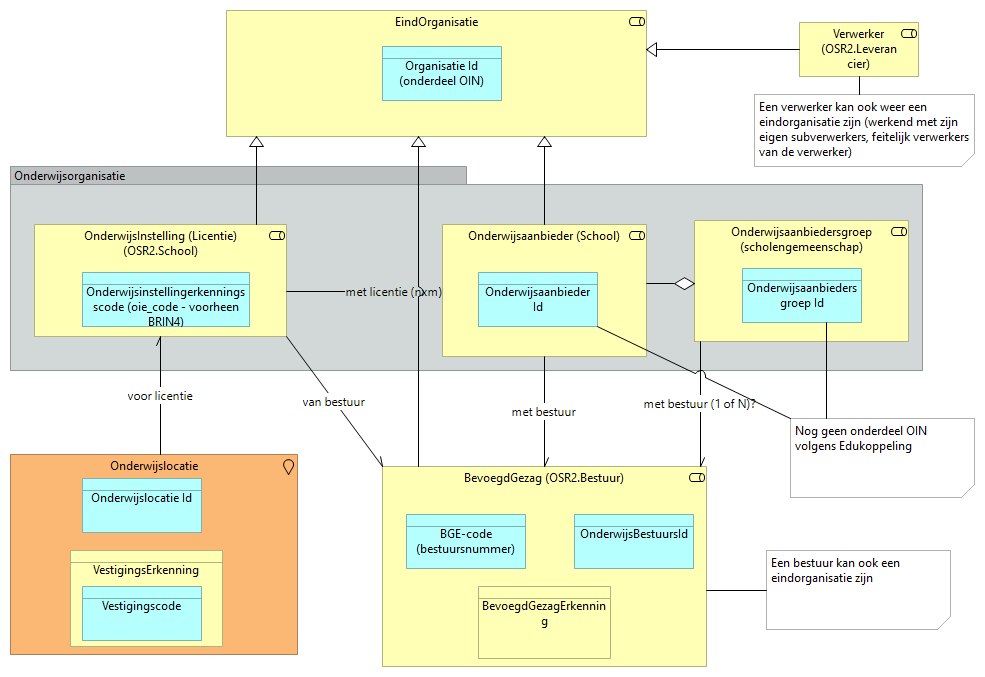 EindOrganisatie
Organisatie Id
(onderdeel OIN)
Verwerker
(OSR2.Leveran
cier)
Een verwerker kan ook weer een
eindorganisatie zijn (werkend met zijn
eigen subverwerkers, feitelijk verwerkers
van de verwerker)
Onderwijsorganisatie
OnderwijsInstelling (Licentie)
(OSR2.School)
Onderwijsinstellingerkennings
scode (oie_code - voorheen
BRIN4)
met licentie (nxm)
Onderwijsaanbieder (School)
Onderwijsaanbieder
Id
Onderwijsaanbiedersgroep
(scholengemeenschap)
Onderwijsaanbieders
groep Id
voor licentie
van bestuur
met bestuur
met bestuur (1 of N)?
Nog geen onderdeel OIN
volgens Edukoppeling
Onderwijslocatie
Onderwijslocatie Id
VestigingsErkenning
Vestigingscode
BevoegdGezag (OSR2.Bestuur)
BGE-code
(bestuursnummer)
OnderwijsBestuursId
BevoegdGezagErkennin
g
Een bestuur kan ook een
eindorganisatie zijn